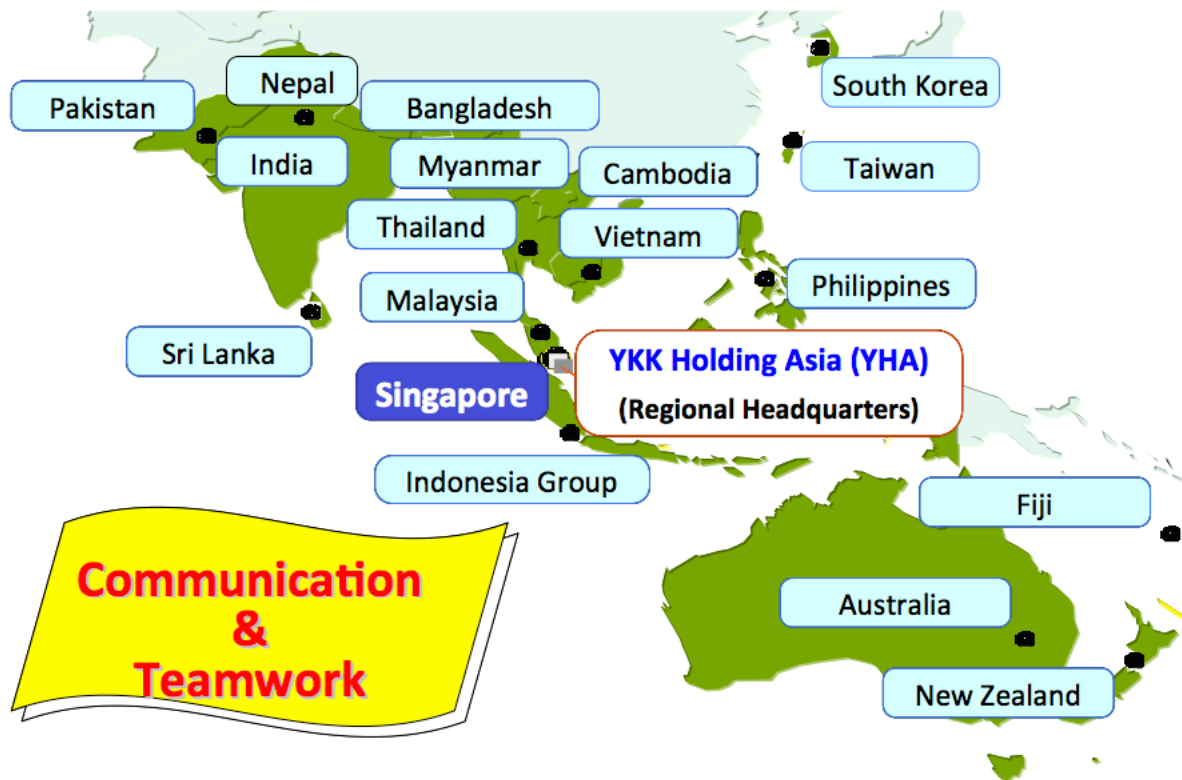 South Korea
Nepal
Pakistan
Bangladesh
India
Myanmar
Cambodia
Taiwan
Thailand
Vietnam
Malaysia
Philippines
Sri Lanka
YKK Holding Asia (YHA)
(Regional Headquarters)
Singapore
Indonesia Group
Fiji
Communication
&
Teamwork
Australia
New Zealand